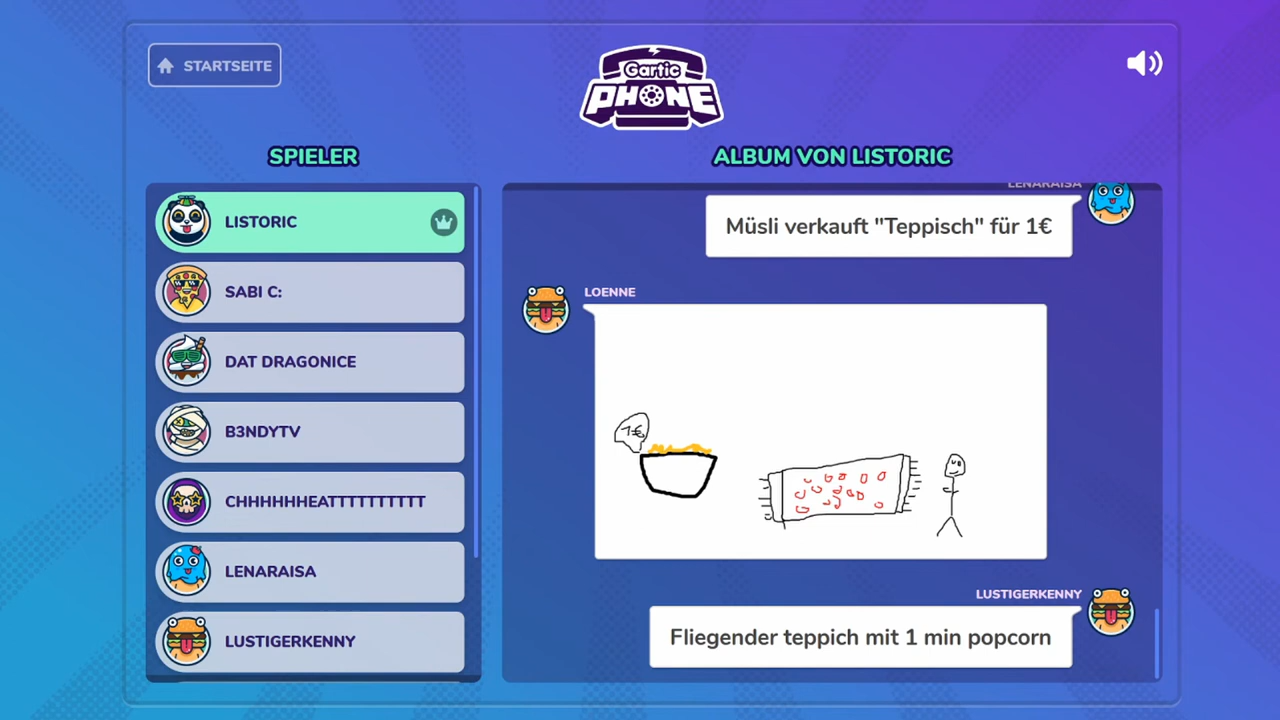 STARTSEITE
Gartic
PHONE
SPIELER
ALBUM VON LISTORIC
LISTORIC
SABI C:
DAT DRAGONICE
B3NDYTV
CHHHHHHEATTTTTTTTTT
LENARAISA
LUSTIGERKENNY
LENARAISA
Müsli verkauft "Teppisch" für 1€
LOENNE
1€
LUSTIGERKENNY
Fliegender teppich mit 1 min popcorn